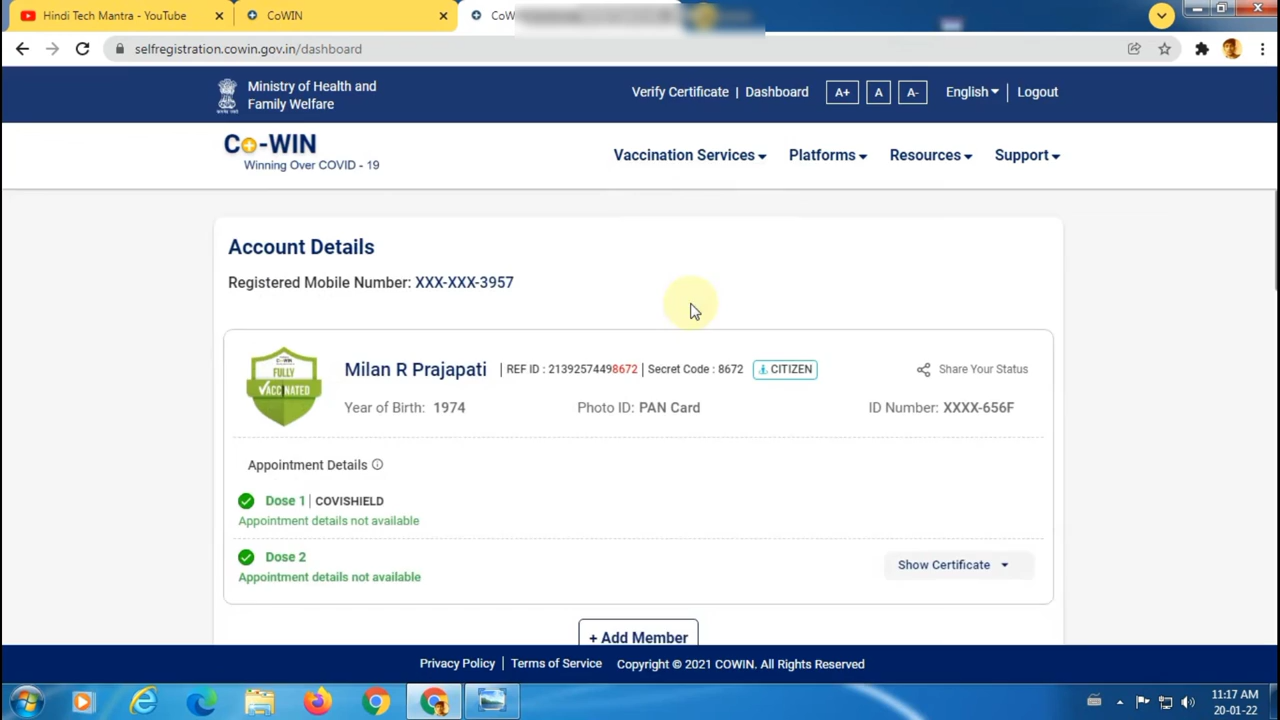 Hindi Tech Mantra - YouTube
CoWIN
CoW
selfregistration.cowin.gov.in/dashboard
Ministry of Health and
Family Welfare
Verify Certificate | Dashboard A+ A A- English | Logout
Co-WIN
Winning Over COVID - 19
Vaccination Services Platforms Resources Support
Account Details
Registered Mobile Number: XXX-XXX-3957
FULLY
VACCINATED
Milan R Prajapati | REF ID : 21392574498672 | Secret Code : 8672 CITIZEN Share Your Status
Year of Birth: 1974 Photo ID: PAN Card ID Number: XXXX-656F
Appointment Details
Dose 1 | COVISHIELD
Appointment details not available
Dose 2
Appointment details not available
Show Certificate
+ Add Member
Privacy Policy | Terms of Service Copyright © 2021 COWIN. All Rights Reserved
11:17 AM
20-01-22